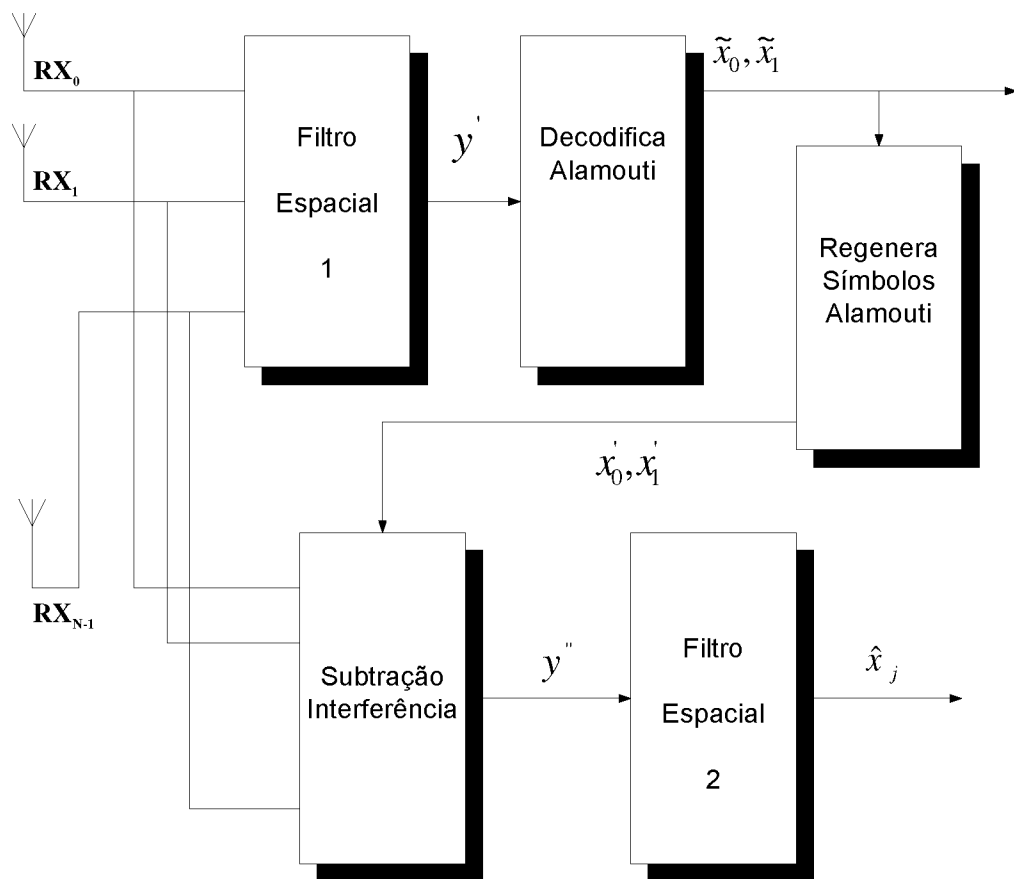 RX₀
Filtro
Espacial
1
y'
Decodifica
Alamouti
x̃₀, x̃₁
RX₁
Regenera
Símbolos
Alamouti
x'₀, x'₁
RX_N-1
Subtração
Interferência
y''
Filtro
Espacial
2
x̂ⱼ